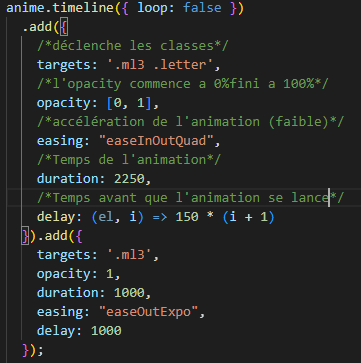 anime.timeline({ loop: false })
.add({
/*déclenche les classes*/
targets: '.ml3 .letter',
/*l'opacity commence a 0%fini a 100%*/
opacity: [0, 1],
/*accélération de l'animation (faible)*/
easing: "easeInOutQuad",
/*Temps de l'animation*/
duration: 2250,
/*Temps avant que l'animation se lance*/
delay: (el, i) => 150 * (i + 1)
}).add({
targets: '.ml3',
opacity: 1,
duration: 1000,
easing: "easeOutExpo",
delay: 1000
});